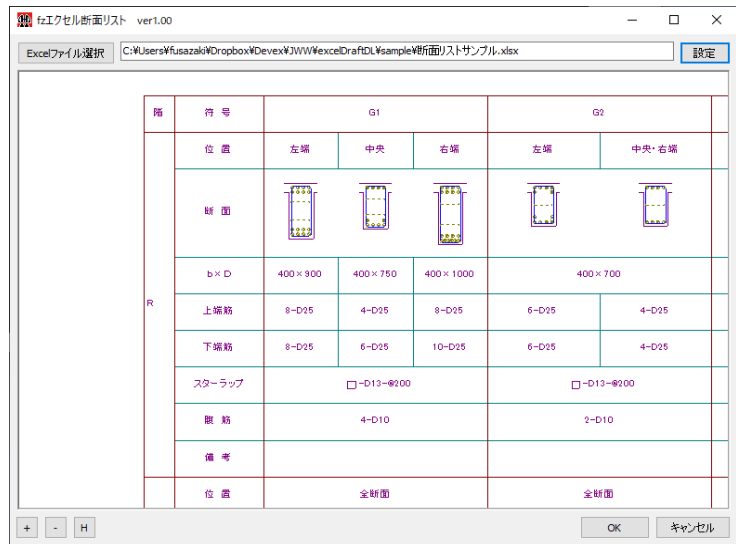 fzエクセル断面リスト ver1.00
Excelファイル選択 C:¥Users¥fusazaki¥Dropbox¥Devex¥JWW¥excelDraftDL¥sample¥断面リストサンプル.xlsx 設定
階 符 号 G1 G2
位 置 左端 中央 右端 左端 中央・右端
断 面
b×D 400×900 400×750 400×1000 400×700
R 上端筋 8-D25 4-D25 8-D25 6-D25 4-D25
下端筋 8-D25 6-D25 10-D25 6-D25 4-D25
スターラップ □-D13-@200 □-D13-@200
腹 筋 4-D10 2-D10
備 考
位 置 全断面 全断面
+ - H OK キャンセル